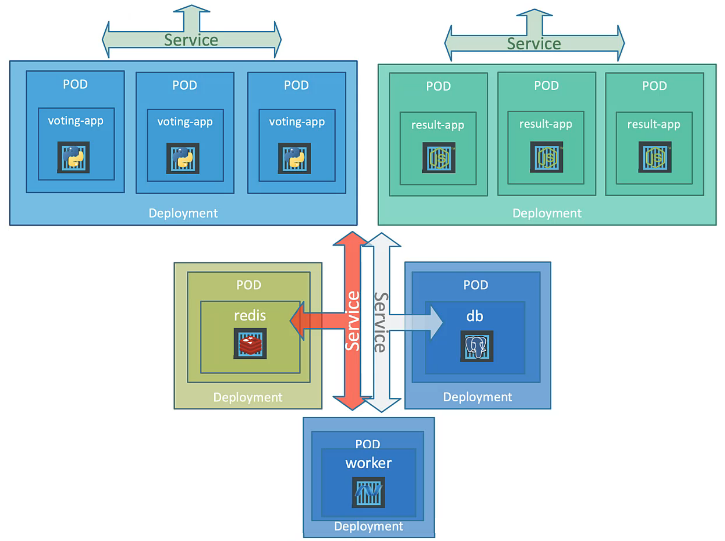 Service
Service
POD
POD
POD
POD
POD
POD
voting-app
voting-app
voting-app
result-app
result-app
result-app
Deployment
Deployment
POD
redis
Deployment
Service
Service
POD
db
Deployment
POD
worker
Deployment